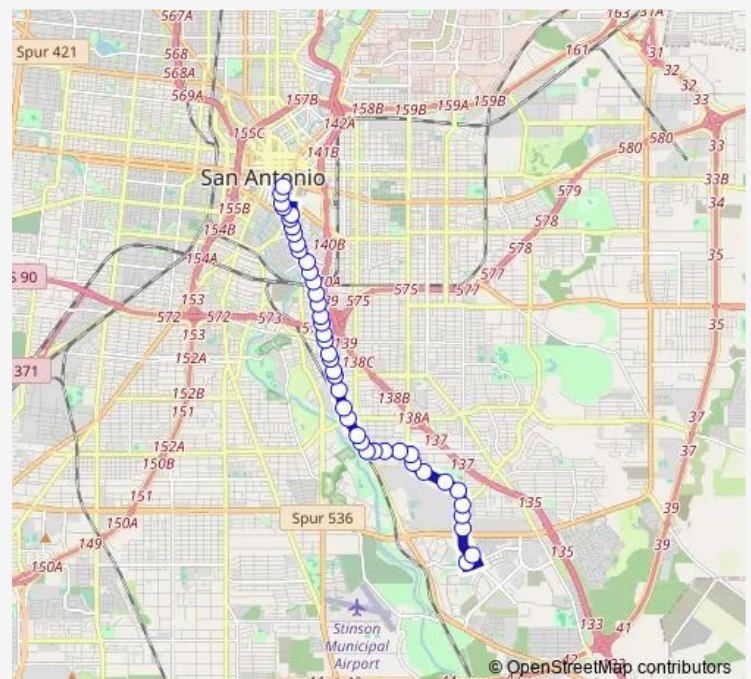 567A
163
31A
Spur 421
568
161
31
568A
32
569A
157B
158B
159B
159A
159B
32
33
155C
142A
580
580
33
141B
San Antonio
579
33B
155B
34
578
154B
140B
578
35
154A
577
S 90
153
575
575
577
572
572
573
35
153
139
371
152A
138C
152B
138B
37
151
138A
137
37
152A
150B
137
151
135
Spur 536
39
150A
149
135
39
150A
Stinson
Municipal
Airport
133
41
© OpenStreetMap contributors